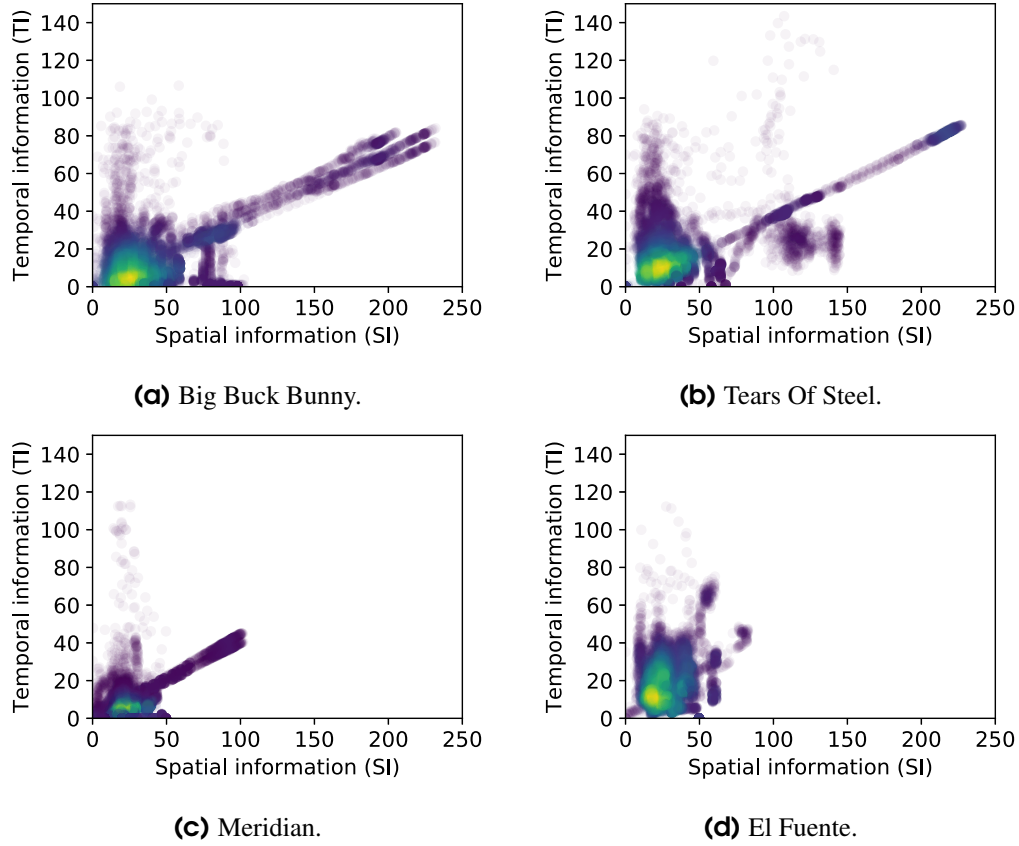 140
120
100
80
60
40
20
0
Temporal information (TI)
0 50 100 150 200 250
Spatial information (SI)
(a) Big Buck Bunny.
140
120
100
80
60
40
20
0
Temporal information (TI)
0 50 100 150 200 250
Spatial information (SI)
(b) Tears Of Steel.
140
120
100
80
60
40
20
0
Temporal information (TI)
0 50 100 150 200 250
Spatial information (SI)
(c) Meridian.
140
120
100
80
60
40
20
0
Temporal information (TI)
0 50 100 150 200 250
Spatial information (SI)
(d) El Fuente.